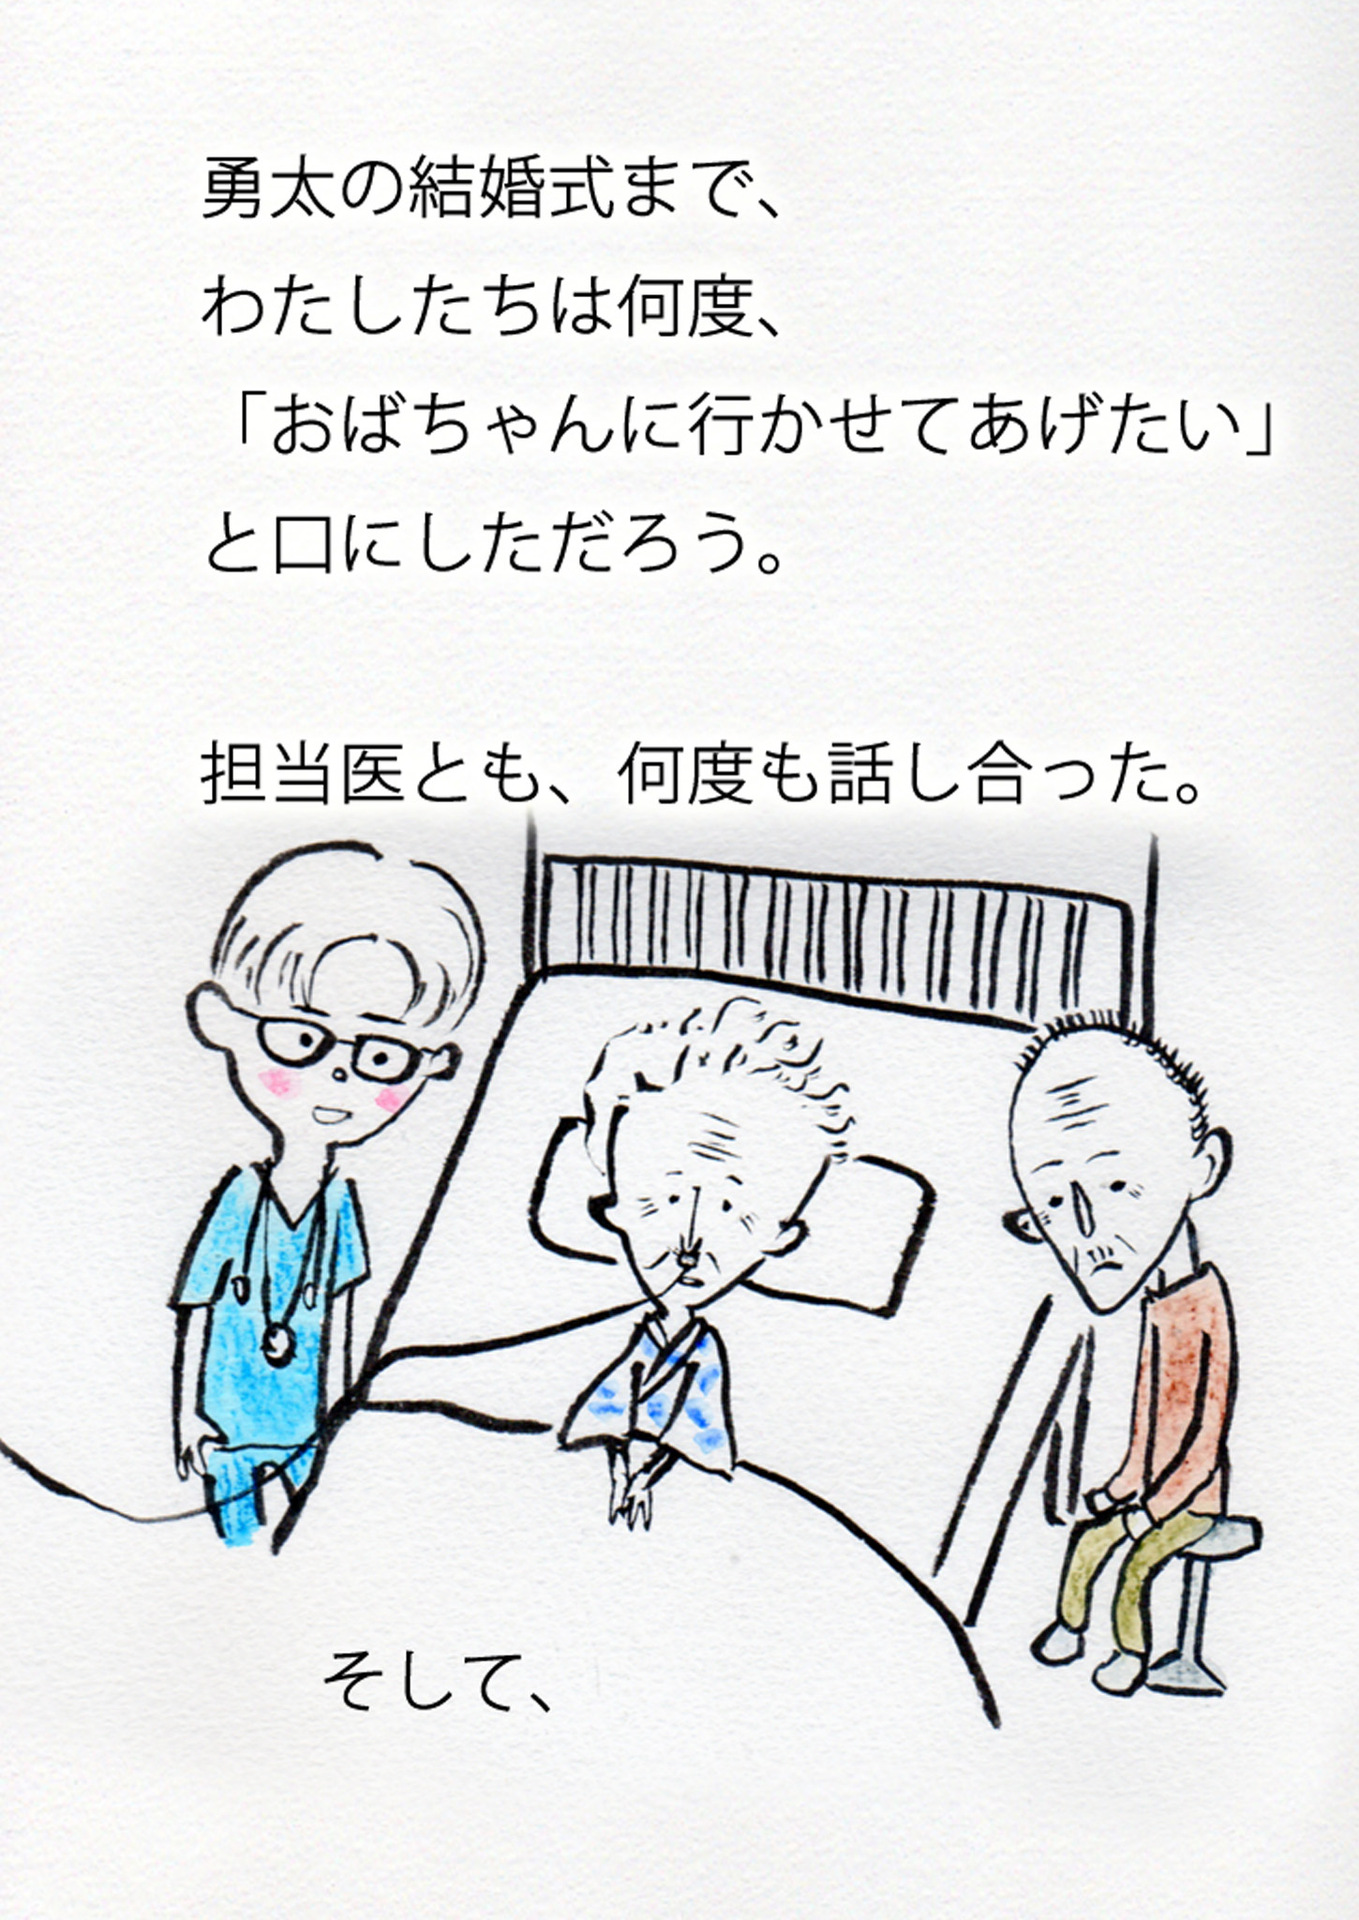 勇太の結婚式まで、
わたしたちは何度、
「おばちゃんに行かせてあげたい」
と口にしただろう。
担当医とも、何度も話し合った。
そして、